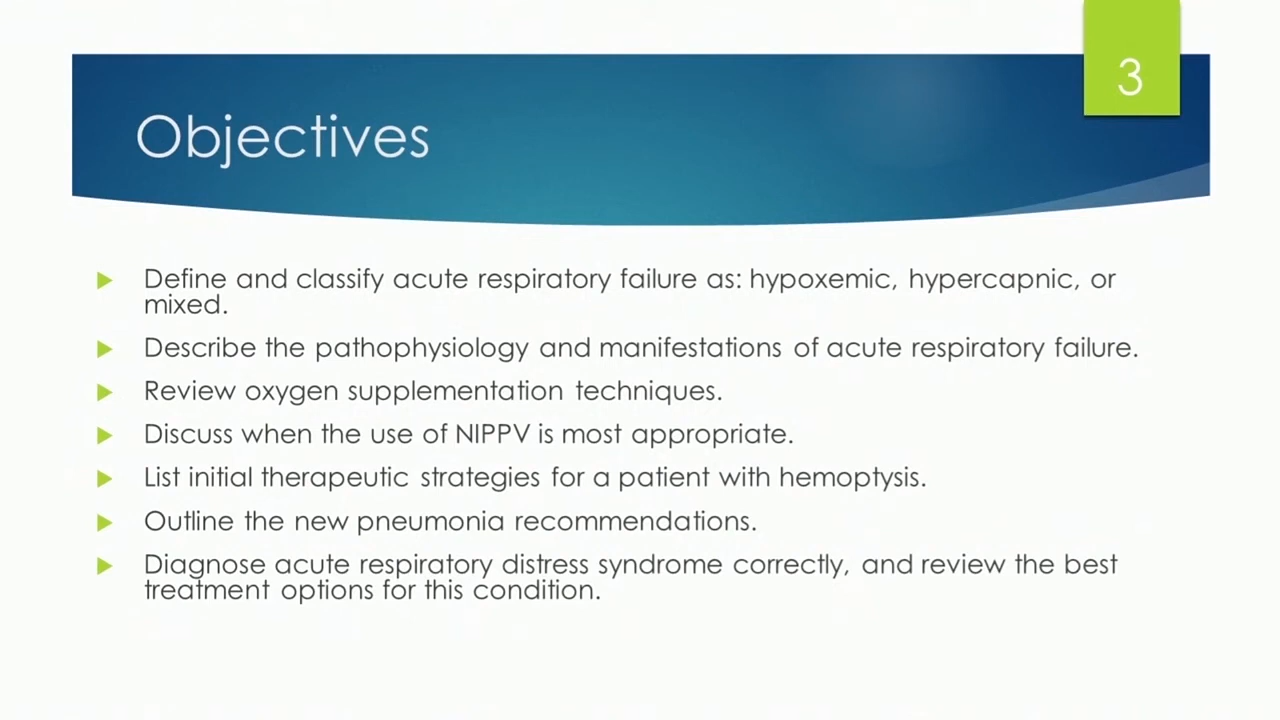 3
Objectives
Define and classify acute respiratory failure as: hypoxemic, hypercapnic, or
mixed.
Describe the pathophysiology and manifestations of acute respiratory failure.
Review oxygen supplementation techniques.
Discuss when the use of NIPPV is most appropriate.
List initial therapeutic strategies for a patient with hemoptysis.
Outline the new pneumonia recommendations.
Diagnose acute respiratory distress syndrome correctly, and review the best
treatment options for this condition.